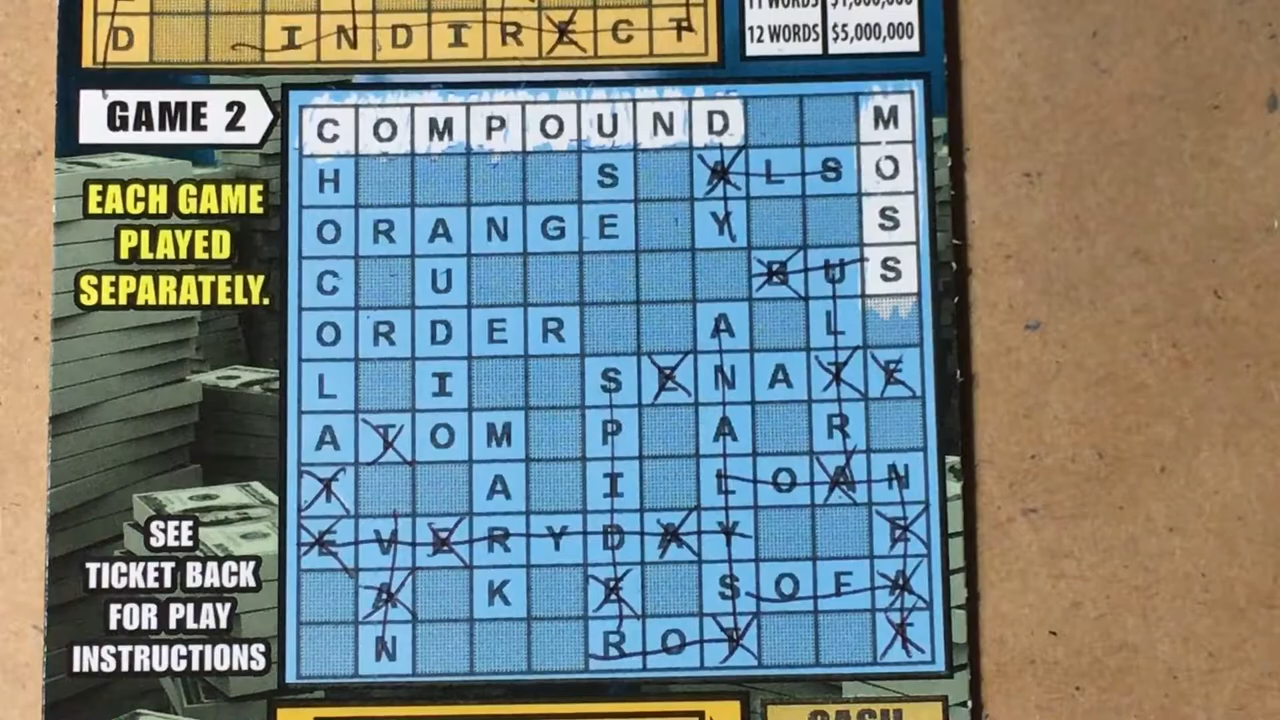 11 WORDS $1,000,000
D INDIRECT
12 WORDS $5,000,000
GAME 2
EACH GAME
PLAYED
SEPARATELY.
SEE
TICKET BACK
FOR PLAY
INSTRUCTIONS
C O M P O U N D M
H S A L S O
O R A N G E Y S
C U B U S
O R D E R A L
L I S E N A T E
A T O M P A R
T A I L O A N
E V E R Y D A Y E
A K E S O F A
N R O T T
CASH